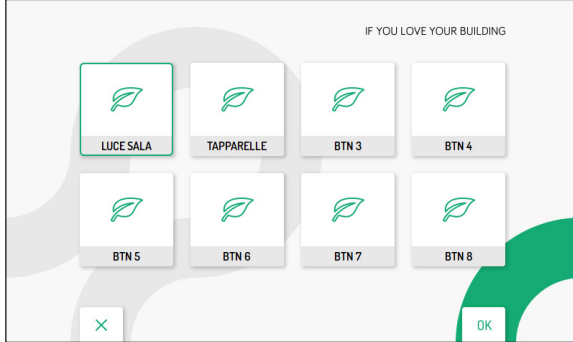 IF YOU LOVE YOUR BUILDING
LUCE SALA
TAPPARELLE
BTN 3
BTN 4
BTN 5
BTN 6
BTN 7
BTN 8
OK